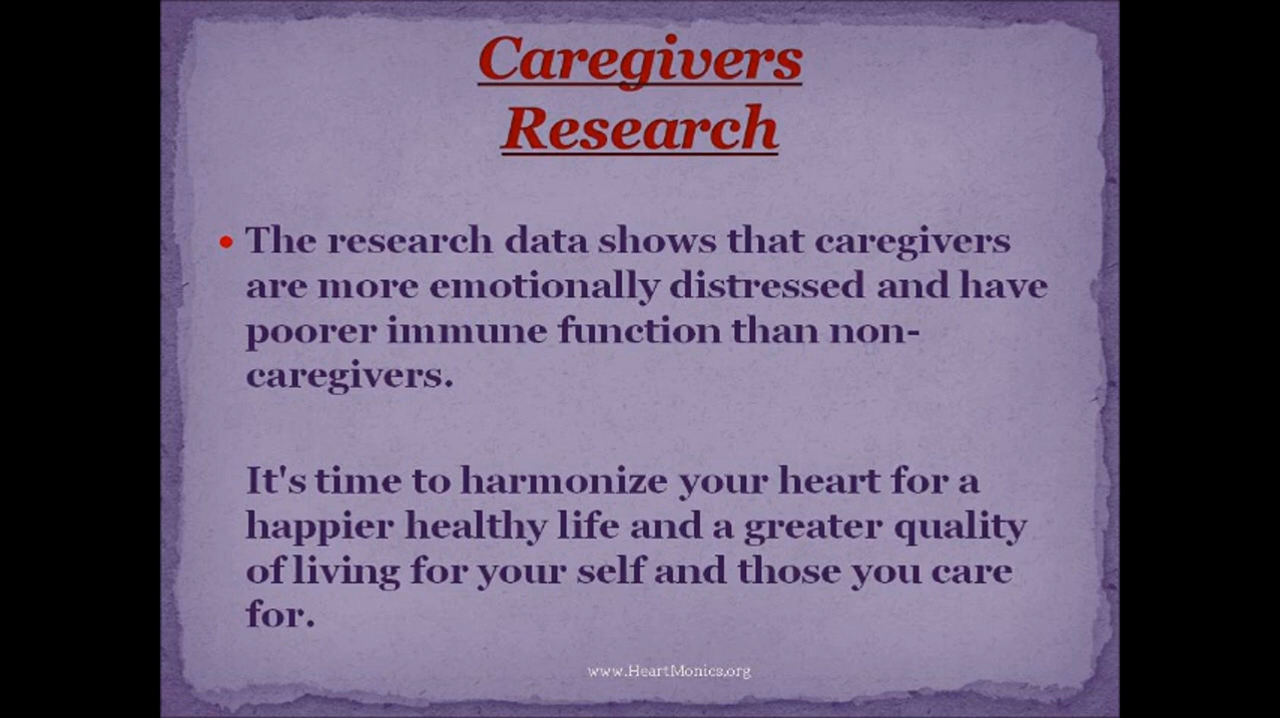 Caregivers
Research
• The research data shows that caregivers
are more emotionally distressed and have
poorer immune function than non-
caregivers.
It's time to harmonize your heart for a
happier healthy life and a greater quality
of living for your self and those you care
for.
www.HeartMonics.org